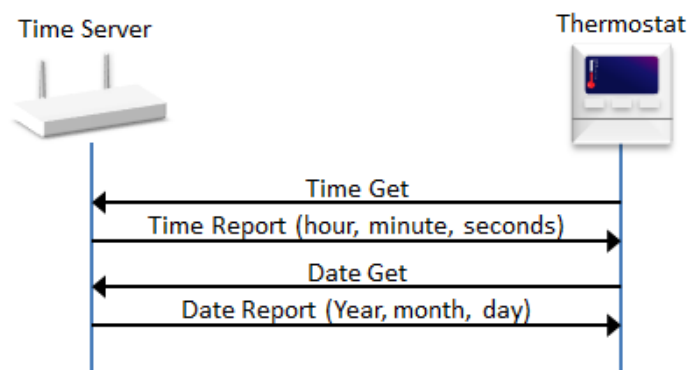 Time Server
Thermostat
Time Get
Time Report (hour, minute, seconds)
Date Get
Date Report (Year, month, day)